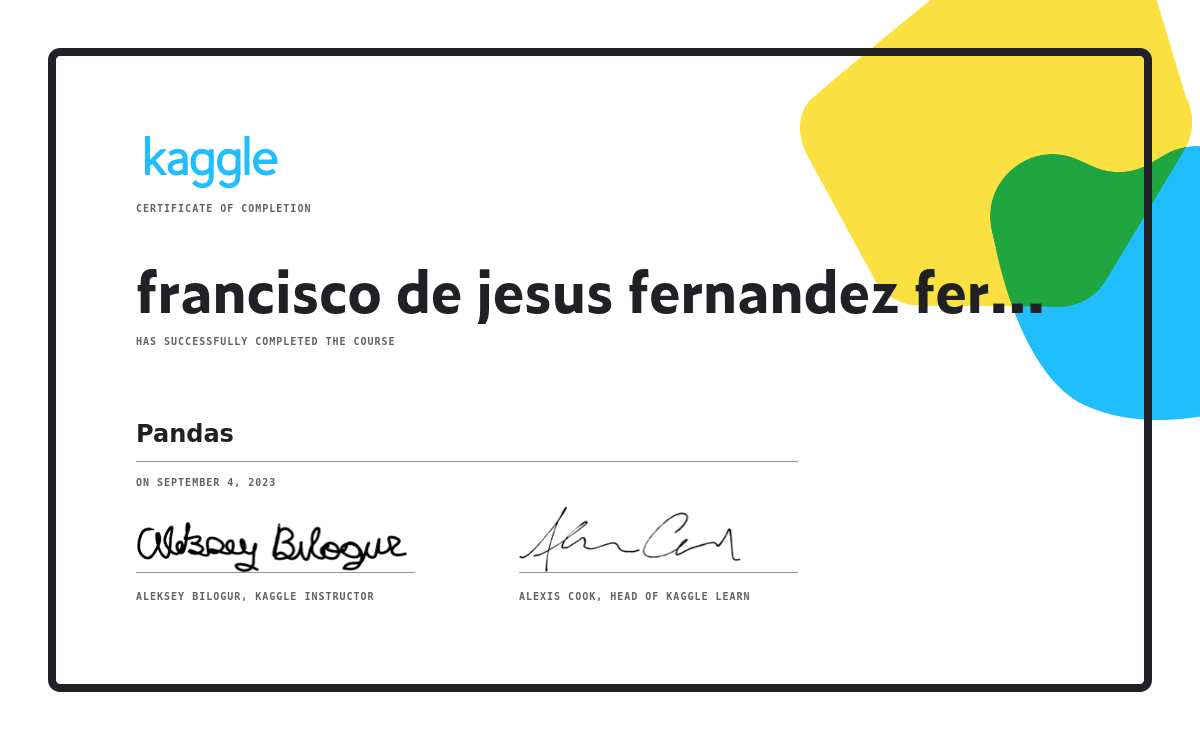 kaggle
CERTIFICATE OF COMPLETION
francisco de jesus fernandez fer...
HAS SUCCESSFULLY COMPLETED THE COURSE
Pandas
ON SEPTEMBER 4, 2023
Aleksey Bilogur
Alexis Cook
ALEKSEY BILOGUR, KAGGLE INSTRUCTOR
ALEXIS COOK, HEAD OF KAGGLE LEARN